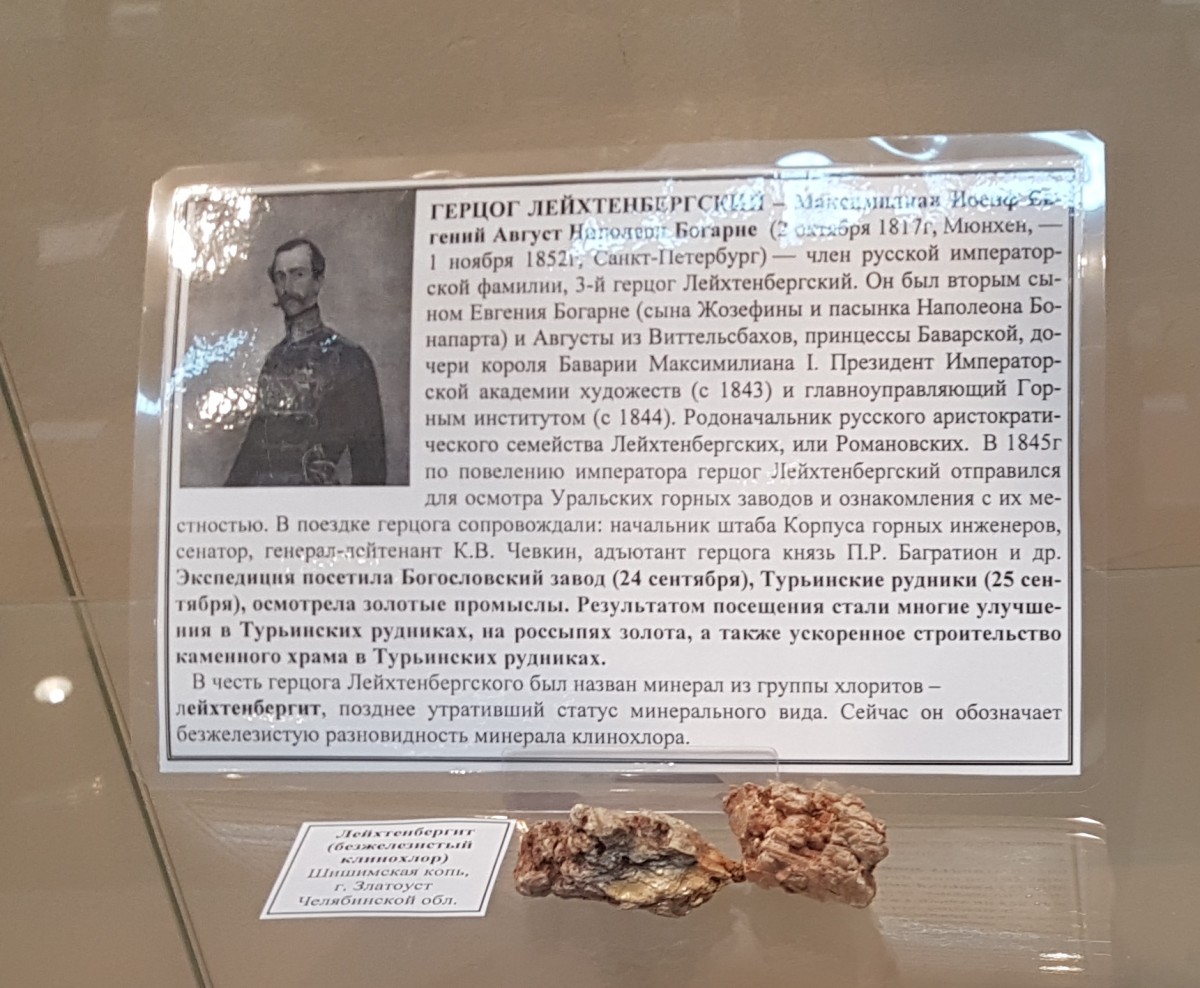 ГЕРЦОГ ЛЕЙХТЕНБЕРГСКИЙ – Максимилиан Иосиф Ев-
гений Август Наполеон Богарне (2 октября 1817г, Мюнхен, —
1 ноября 1852г, Санкт-Петербург) — член русской император-
ской фамилии, 3-й герцог Лейхтенбергский. Он был вторым сы-
ном Евгения Богарне (сына Жозефины и пасынка Наполеона Бо-
напарта) и Августы из Виттельсбахов, принцессы Баварской, до-
чери короля Баварии Максимилиана I. Президент Император-
ской академии художеств (с 1843) и главноуправляющий Гор-
ным институтом (с 1844). Родоначальник русского аристократи-
ческого семейства Лейхтенбергских, или Романовских. В 1845г
по повелению императора герцог Лейхтенбергский отправился
для осмотра Уральских горных заводов и ознакомления с их ме-
стностью. В поездке герцога сопровождали: начальник штаба Корпуса горных инженеров,
сенатор, генерал-лейтенант К.В. Чевкин, адъютант герцога князь П.Р. Багратион и др.
Экспедиция посетила Богословский завод (24 сентября), Турьинские рудники (25 сен-
тября), осмотрела золотые промыслы. Результатом посещения стали многие улучше-
ния в Турьинских рудниках, на россыпях золота, а также ускоренное строительство
каменного храма в Турьинских рудниках.
В честь герцога Лейхтенбергского был назван минерал из группы хлоритов –
лейхтенбергит, позднее утративший статус минерального вида. Сейчас он обозначает
безжелезистую разновидность минерала клинохлора.
Лейхтенбергит
(безжелезистый
клинохлор)
Шишимская копь,
г. Златоуст
Челябинской обл.